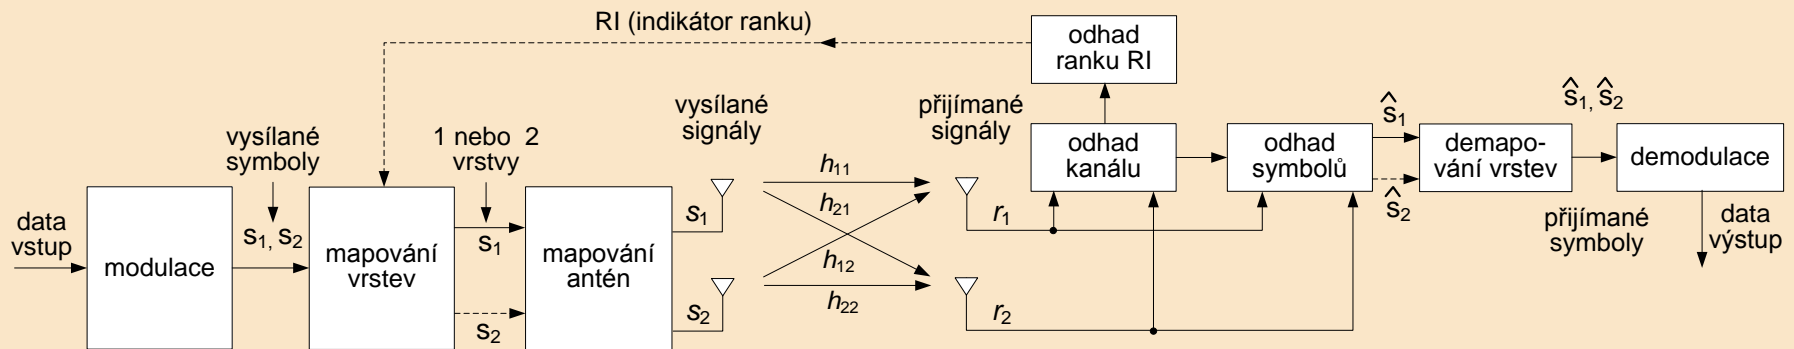 RI (indikátor ranku)
odhad
ranku RI
vysílané
signály
přijímané
signály
vysílané
symboly
1 nebo 2
vrstvy
data
vstup
modulace
s1, s2
mapování
vrstev
s1
s2
mapování
antén
s1
s2
h11
h21
h12
h22
r1
r2
odhad
kanálu
odhad
symbolů
ŝ1
ŝ2
demapo-
vání vrstev
ŝ1, ŝ2
přijímané
symboly
demodulace
data
výstup